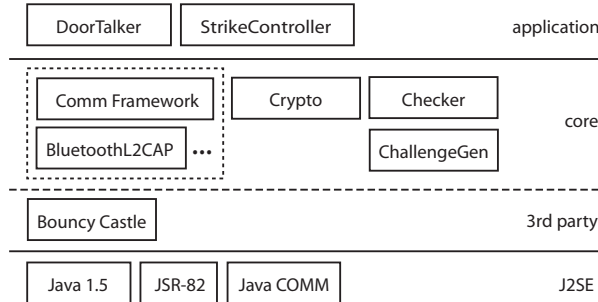 DoorTalker StrikeController application
Comm Framework Crypto Checker
core
BluetoothL2CAP ... ChallengeGen
Bouncy Castle 3rd party
Java 1.5 JSR-82 Java COMM J2SE